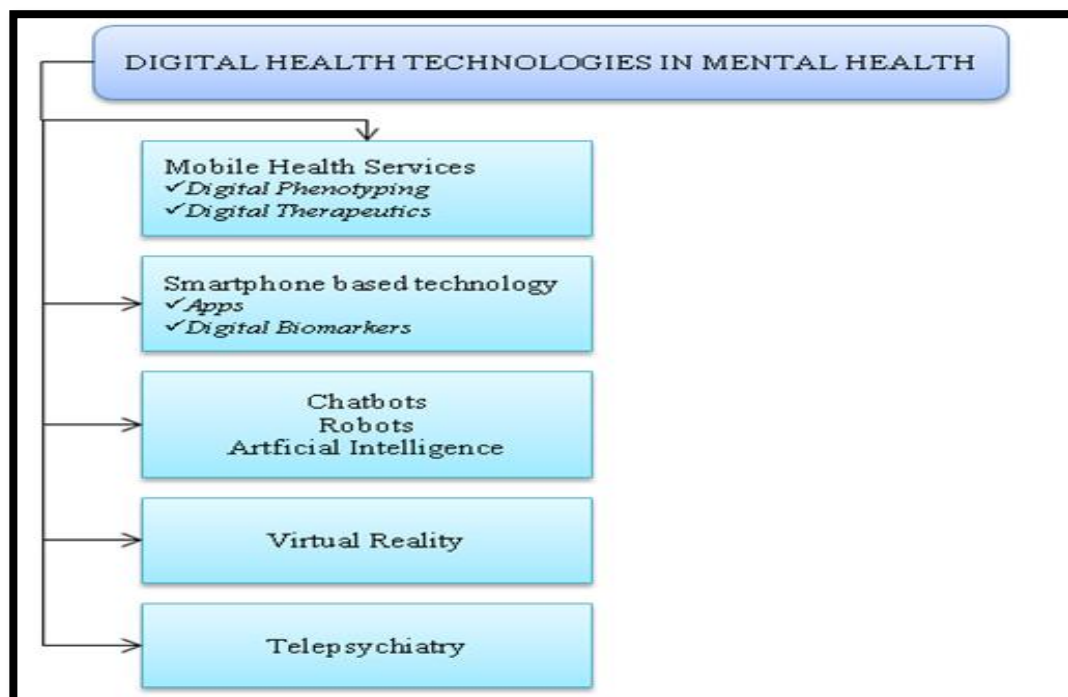 DIGITAL HEALTH TECHNOLOGIES IN MENTAL HEALTH
Mobile Health Services
✓Digital Phenotyping
✓Digital Therapeutics
Smartphone based technology
✓Apps
✓Digital Biomarkers
Chatbots
Robots
Artficial Intelligence
Virtual Reality
Telepsychiatry